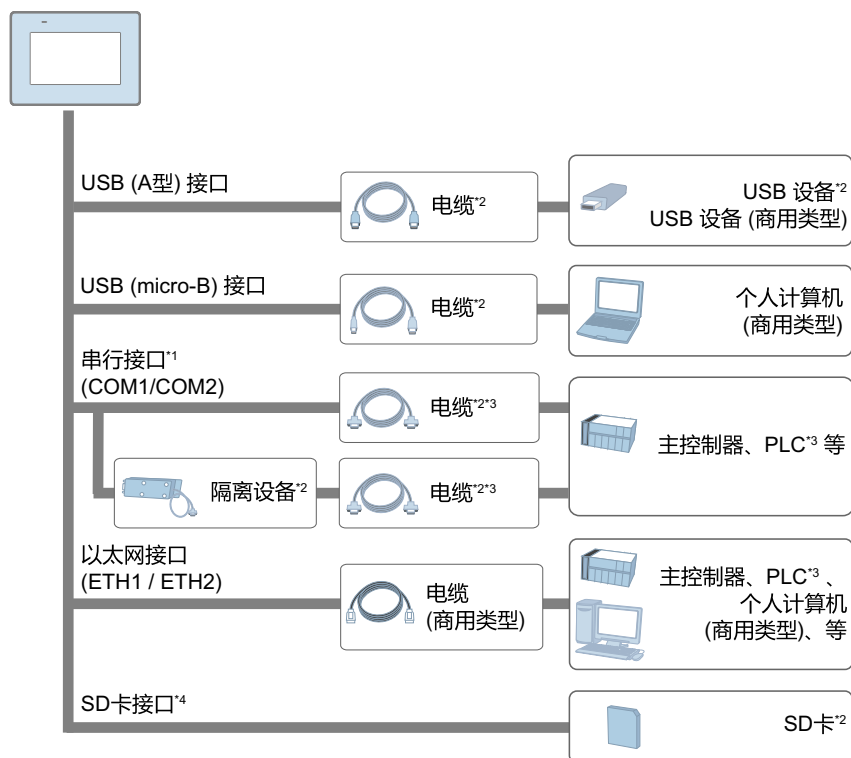 USB (A型) 接口
电缆*2
USB 设备*2
USB 设备 (商用类型)
USB (micro-B) 接口
电缆*2
个人计算机
(商用类型)
串行接口*1
(COM1/COM2)
电缆*2*3
主控制器、PLC*3 等
隔离设备*2
电缆*2*3
以太网接口
(ETH1 / ETH2)
电缆
(商用类型)
主控制器、PLC*3 、
个人计算机
(商用类型)、等
SD卡接口*4
SD卡*2